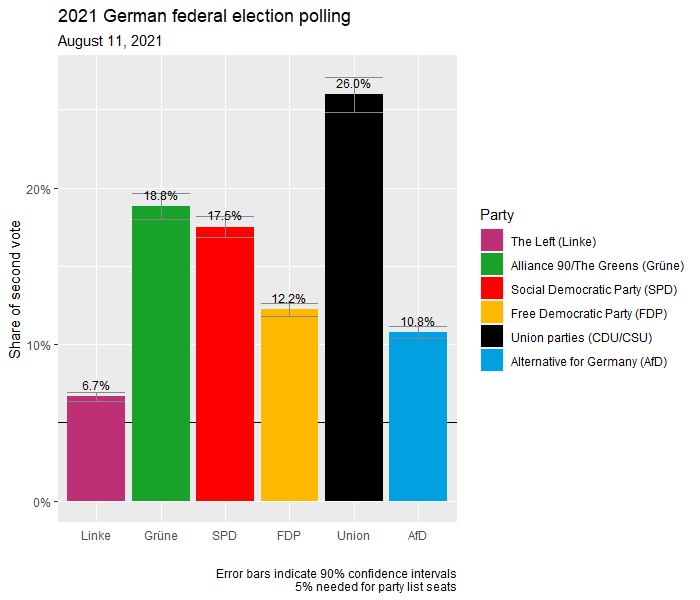 2021 German federal election polling
August 11, 2021
26.0%
20%
18.8%
17.5%
12.2%
10.8%
10%
6.7%
0%
Share of second vote
Linke Grüne SPD FDP Union AfD
Party
The Left (Linke)
Alliance 90/The Greens (Grüne)
Social Democratic Party (SPD)
Free Democratic Party (FDP)
Union parties (CDU/CSU)
Alternative for Germany (AfD)
Error bars indicate 90% confidence intervals
5% needed for party list seats